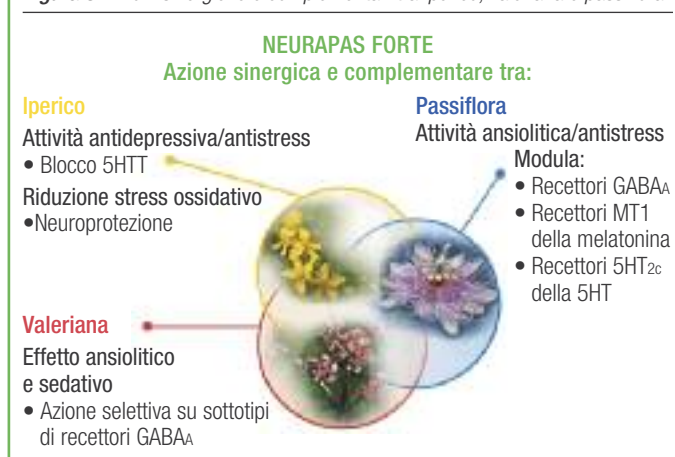 NEURAPAS FORTE
Azione sinergica e complementare tra:
Iperico
Attività antidepressiva/antistress
• Blocco 5HTT
Riduzione stress ossidativo
•Neuroprotezione
Passiflora
Attività ansiolitica/antistress
Modula:
• Recettori GABAA
• Recettori MT1
della melatonina
• Recettori 5HT2c
della 5HT
Valeriana
Effetto ansiolitico
e sedativo
• Azione selettiva su sottotipi
di recettori GABAA